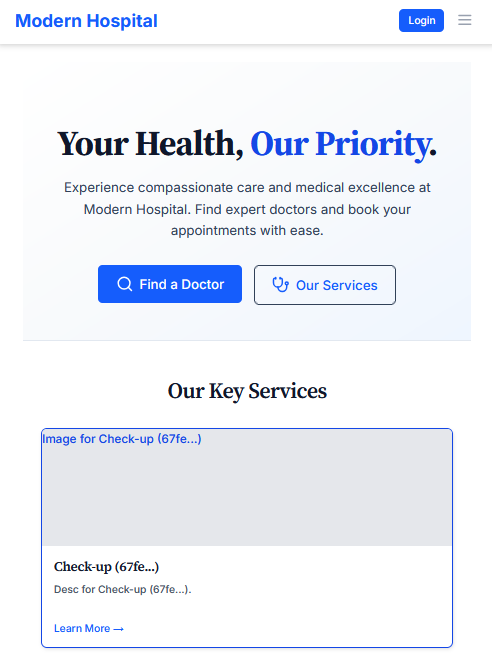 Modern Hospital
Login
Your Health, Our Priority.
Experience compassionate care and medical excellence at
Modern Hospital. Find expert doctors and book your
appointments with ease.
Find a Doctor
Our Services
Our Key Services
Image for Check-up (67fe...)
Check-up (67fe...)
Desc for Check-up (67fe...).
Learn More →